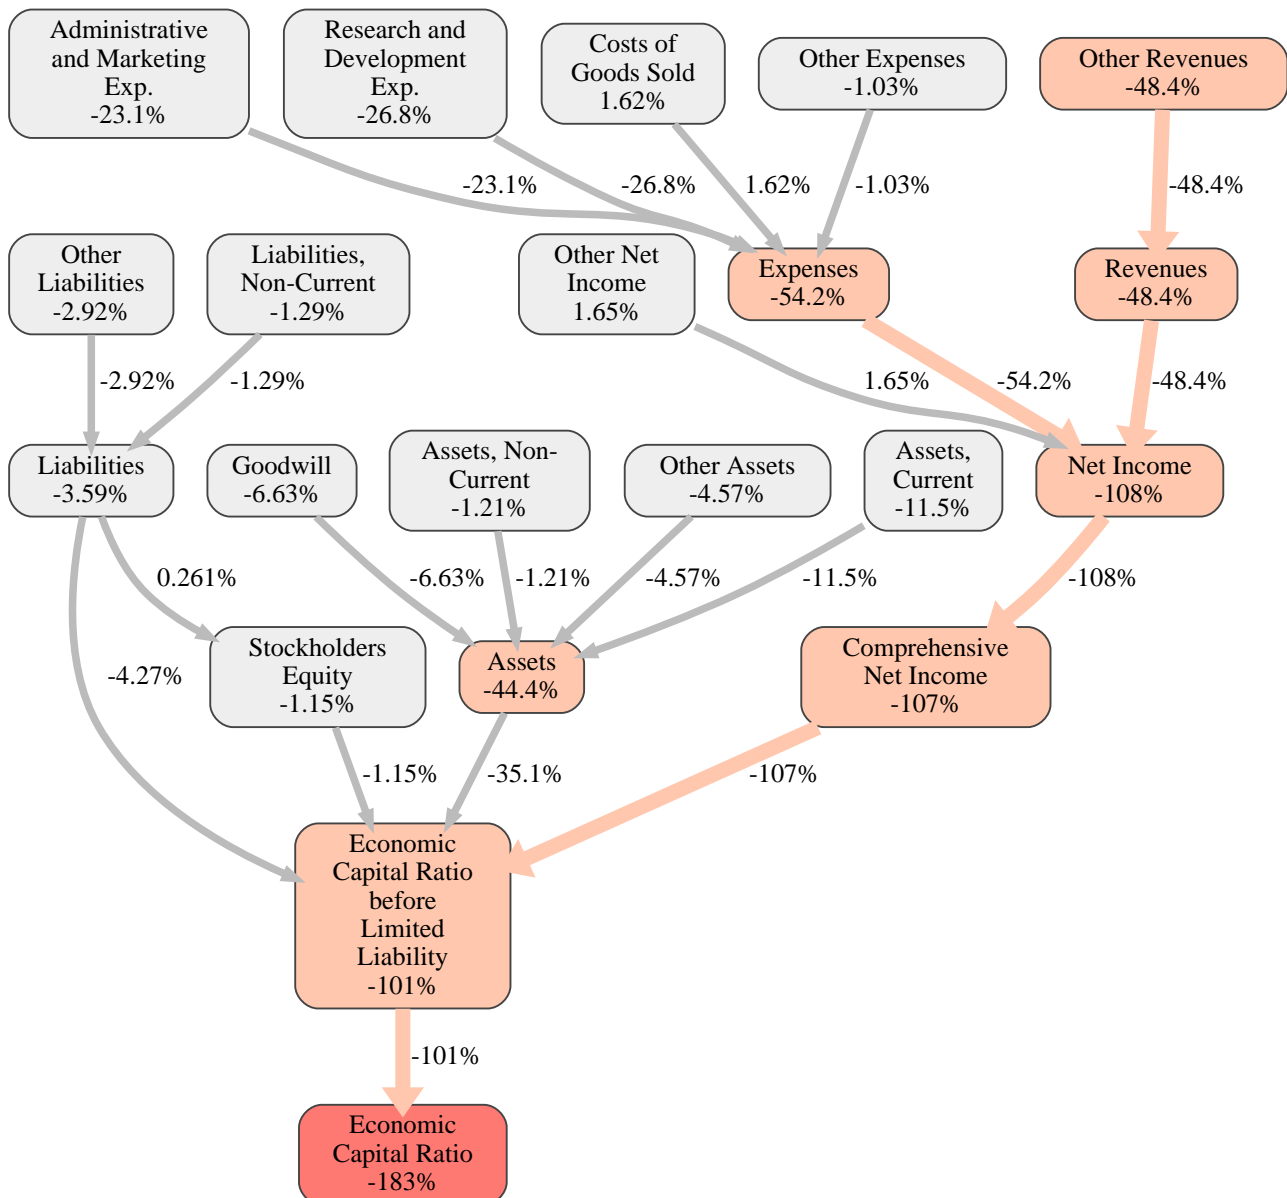 Administrative
and Marketing
Exp.
-23.1%
Research and
Development
Exp.
-26.8%
Costs of
Goods Sold
1.62%
Other Expenses
-1.03%
Other Revenues
-48.4%
-23.1%
-26.8%
1.62%
-1.03%
-48.4%
Other
Liabilities
-2.92%
Liabilities,
Non-Current
-1.29%
Other Net
Income
1.65%
Expenses
-54.2%
Revenues
-48.4%
-2.92%
-1.29%
1.65%
-54.2%
-48.4%
Liabilities
-3.59%
Goodwill
-6.63%
Assets, Non-
Current
-1.21%
Other Assets
-4.57%
Assets,
Current
-11.5%
Net Income
-108%
0.261%
-6.63%
-1.21%
-4.57%
-11.5%
-108%
-4.27%
Stockholders
Equity
-1.15%
Assets
-44.4%
Comprehensive
Net Income
-107%
-1.15%
-35.1%
-107%
Economic
Capital Ratio
before
Limited
Liability
-101%
-101%
Economic
Capital Ratio
-183%